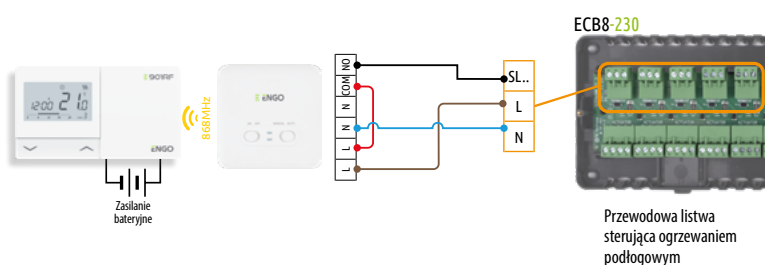 ECB8-230
E901RF
12:00 21.0
ENGO
Zasilanie
bateryjne
868MHz
ENGO
NO
COM
N
N
L
L
SL..
L
N
Przewodowa listwa
sterująca ogrzewaniem
podłogowym